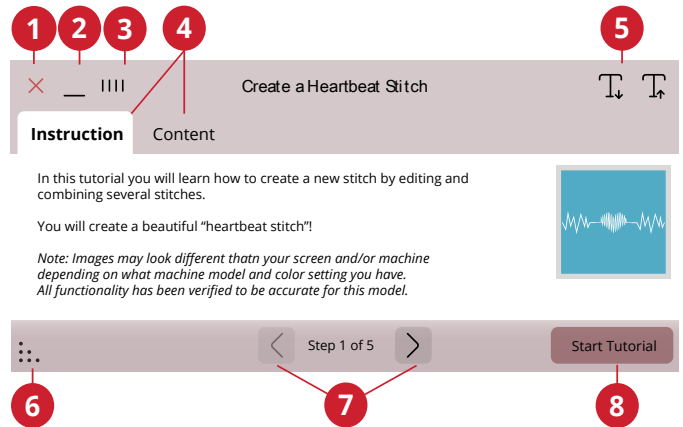 1 2 3 4 5
Create a Heartbeat Stitch
T T
Instruction Content
In this tutorial you will learn how to create a new stitch by editing and
combining several stitches.
You will create a beautiful “heartbeat stitch”!
Note: Images may look different thatn your screen and/or machine
depending on what machine model and color setting you have.
All functionality has been verified to be accurate for this model.
Step 1 of 5 Start Tutorial
6 7 8